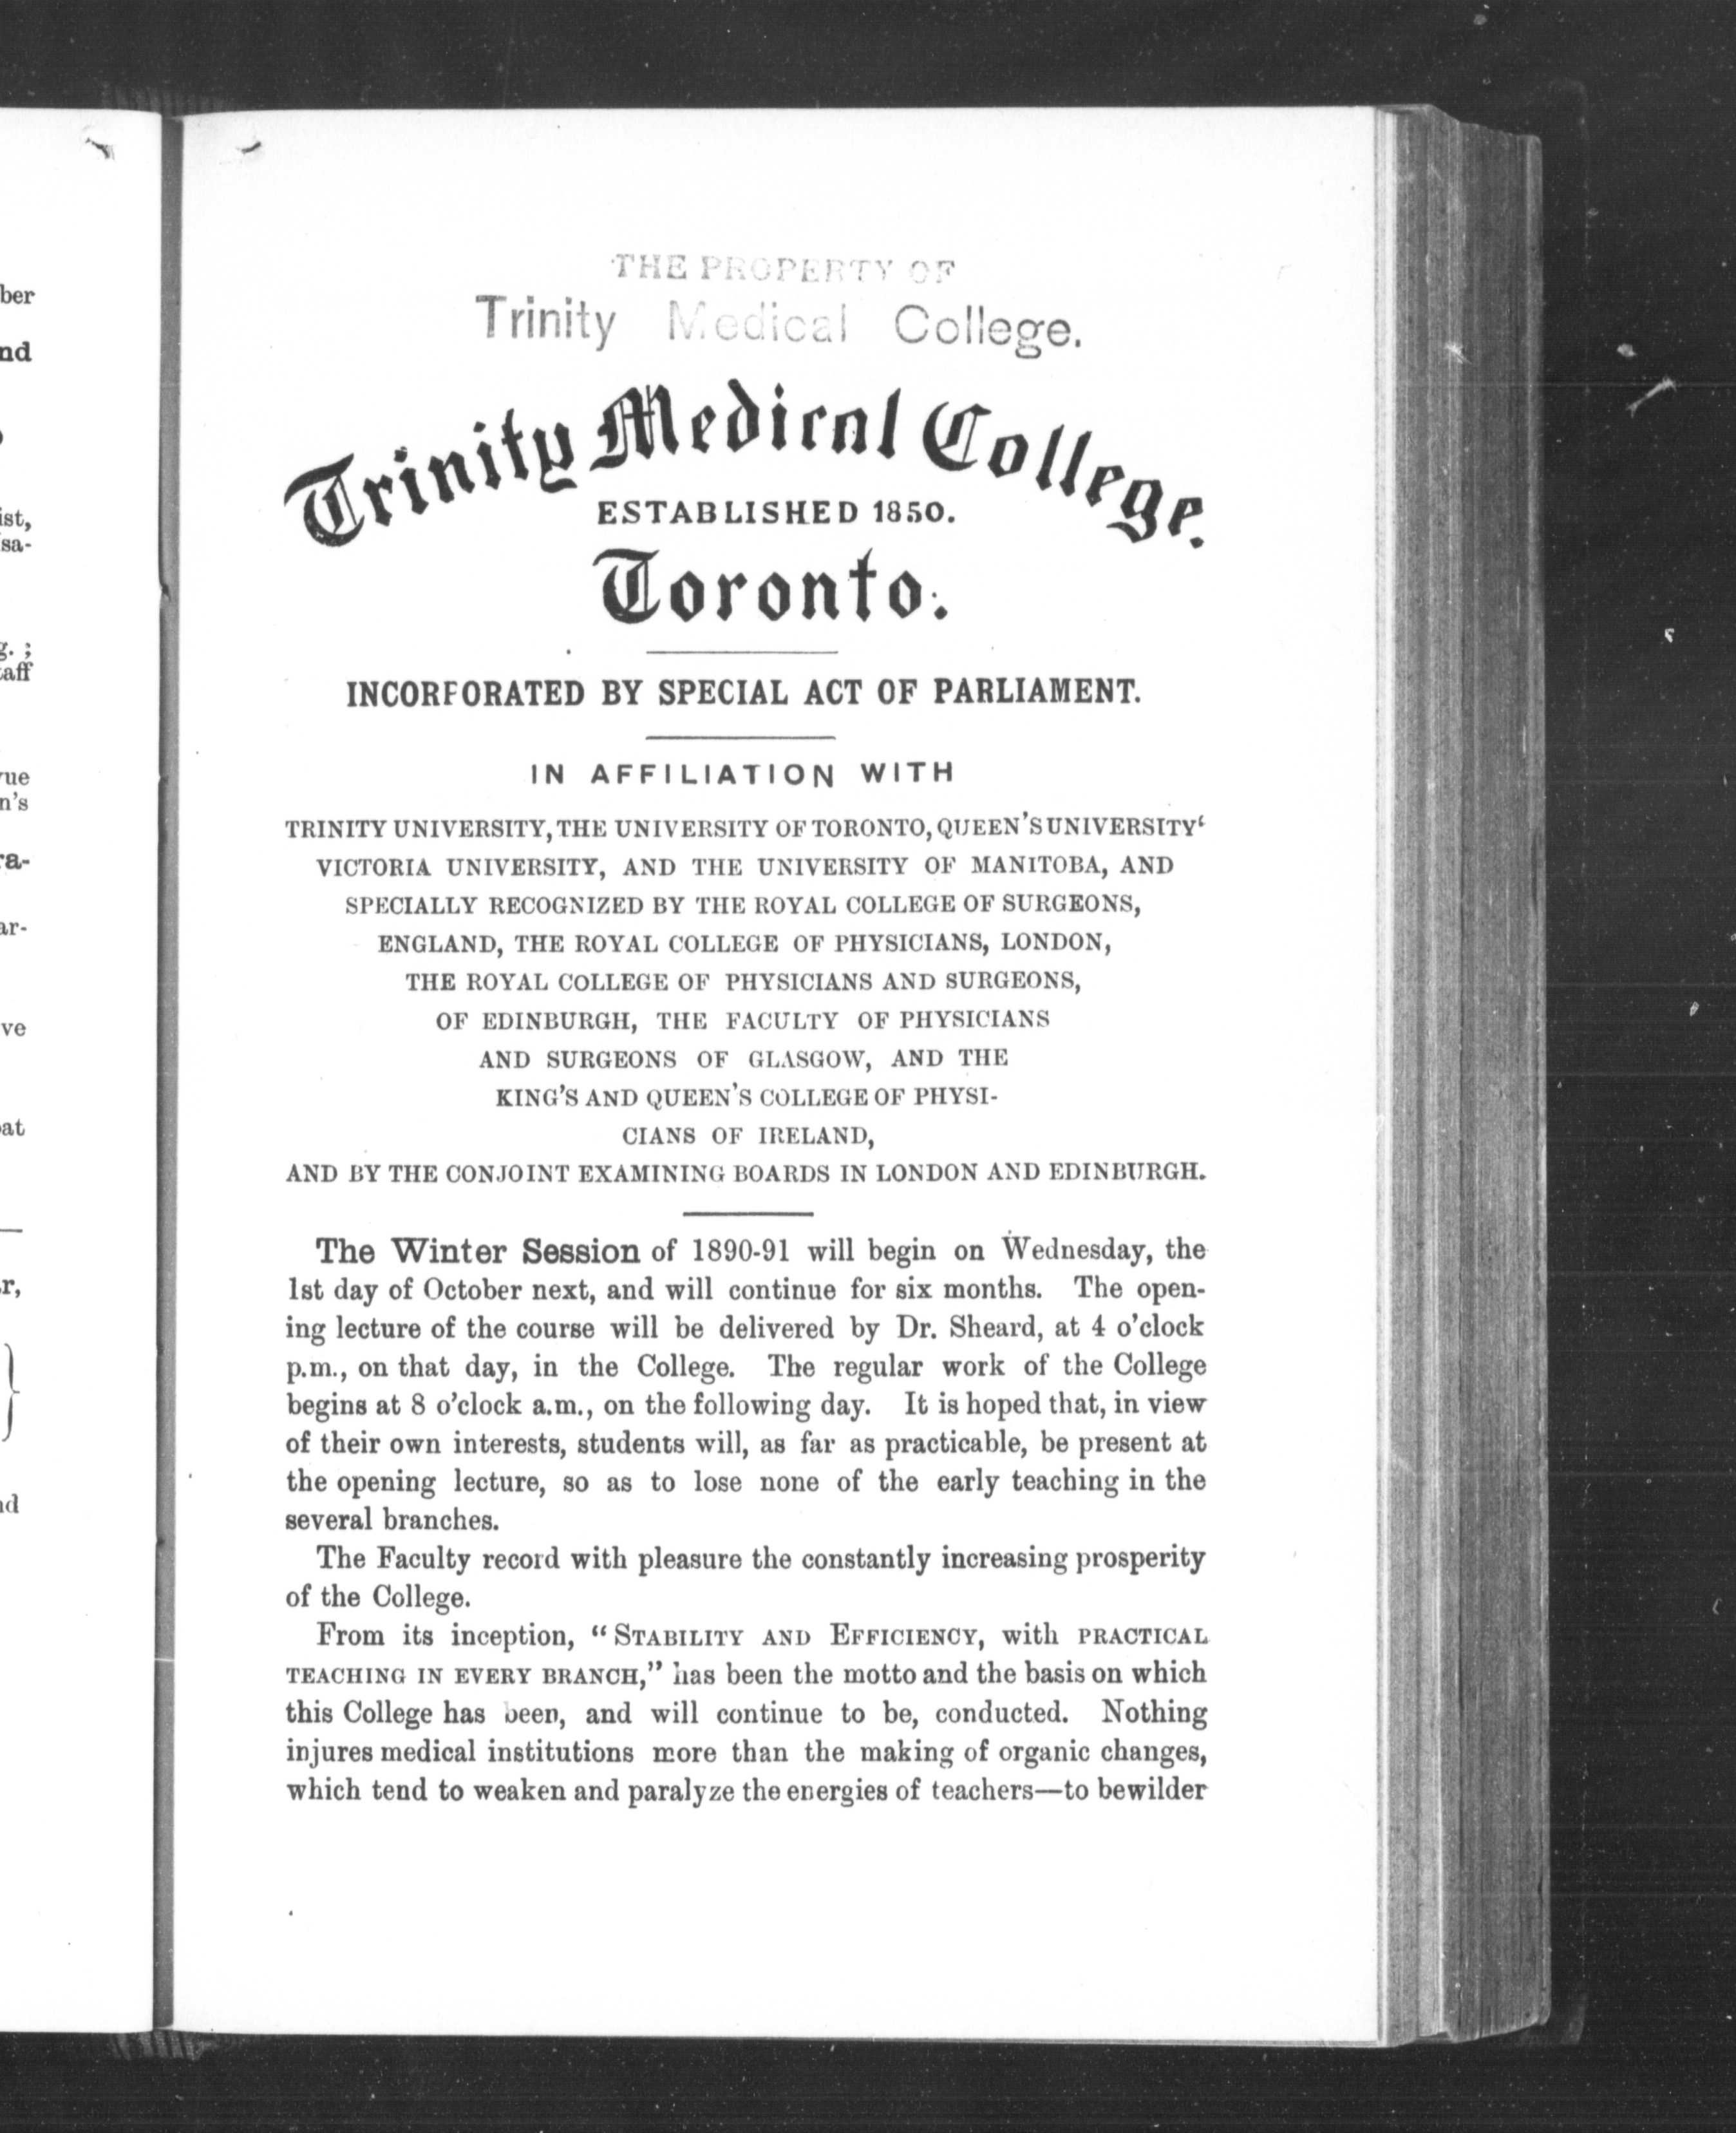 ber
nd
ist,
sa-
g. ;
aff
ue
n's
ra-
ar-
ve
at
r,
THE PROPERTY OF
Trinity Medical College.
Trinity Medical College.
ESTABLISHED 1850.
Toronto.
INCORPORATED BY SPECIAL ACT OF PARLIAMENT.
IN AFFILIATION WITH
TRINITY UNIVERSITY, THE UNIVERSITY OF TORONTO, QUEEN'S UNIVERSITY‘
VICTORIA UNIVERSITY, AND THE UNIVERSITY OF MANITOBA, AND
SPECIALLY RECOGNIZED BY THE ROYAL COLLEGE OF SURGEONS,
ENGLAND, THE ROYAL COLLEGE OF PHYSICIANS, LONDON,
THE ROYAL COLLEGE OF PHYSICIANS AND SURGEONS,
OF EDINBURGH, THE FACULTY OF PHYSICIANS
AND SURGEONS OF GLASGOW, AND THE
KING'S AND QUEEN'S COLLEGE OF PHYSI-
CIANS OF IRELAND,
AND BY THE CONJOINT EXAMINING BOARDS IN LONDON AND EDINBURGH.
The Winter Session of 1890-91 will begin on Wednesday, the
1st day of October next, and will continue for six months. The open-
ing lecture of the course will be delivered by Dr. Sheard, at 4 o'clock
p.m., on that day, in the College. The regular work of the College
begins at 8 o'clock a.m., on the following day. It is hoped that, in view
of their own interests, students will, as far as practicable, be present at
the opening lecture, so as to lose none of the early teaching in the
several branches.
The Faculty record with pleasure the constantly increasing prosperity
of the College.
From its inception, "STABILITY AND EFFICIENCY, with PRACTICAL
TEACHING IN EVERY BRANCH," has been the motto and the basis on which
this College has been, and will continue to be, conducted. Nothing
injures medical institutions more than the making of organic changes,
which tend to weaken and paralyze the energies of teachers—to bewilder